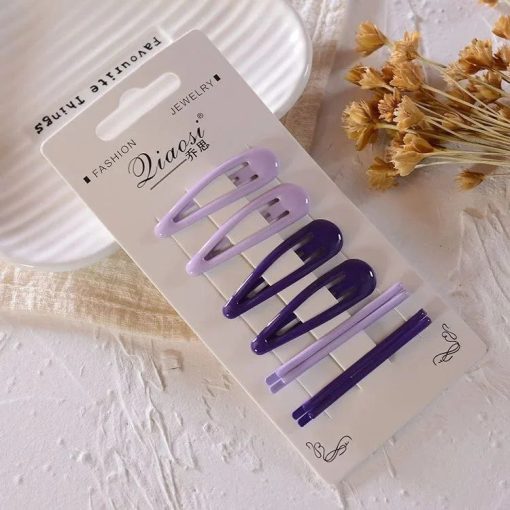 Favourite Things
FASHION JEWELRY
Qiaosi®
乔思